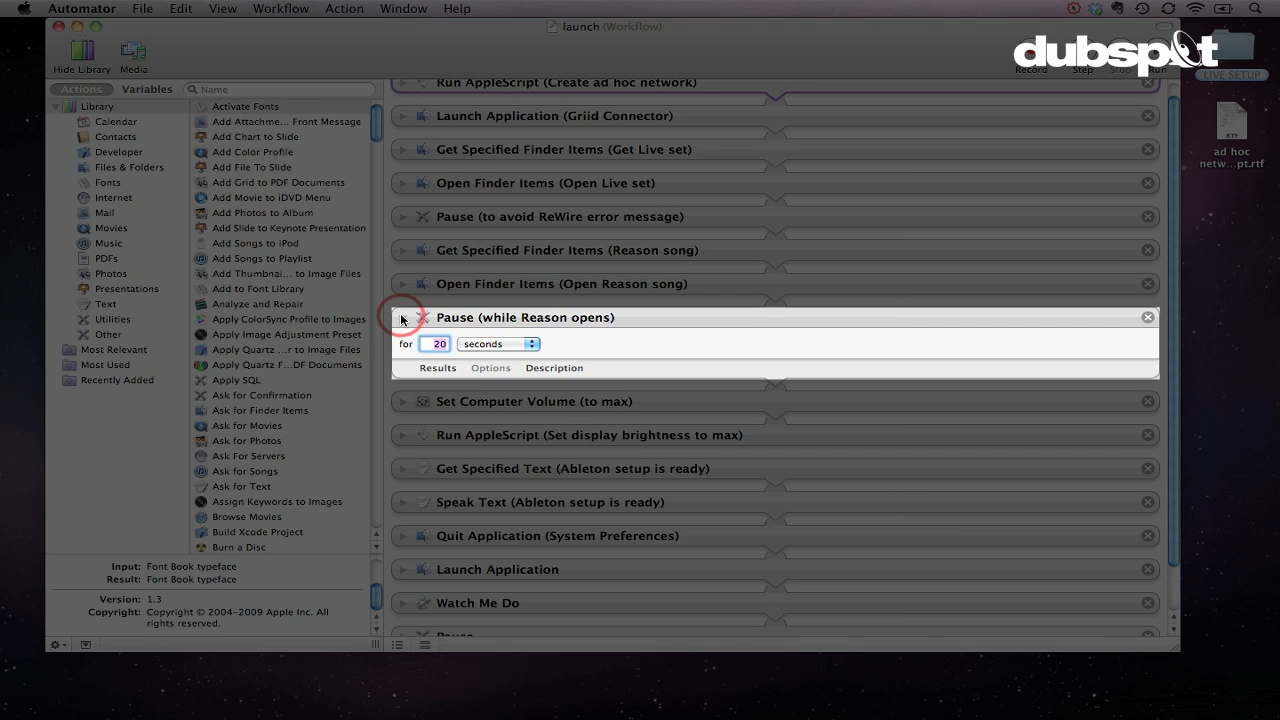 Automator File Edit View Workflow Action Window Help
launch (Workflow)
dubspot
Hide Library Media
Record Step Stop Run
LIVE SETUP
ad hoc
netw...pt.rtf
Actions Variables Name
Library
Calendar
Contacts
Developer
Files & Folders
Fonts
Internet
Mail
Movies
Music
PDFs
Photos
Presentations
Text
Utilities
Other
Most Relevant
Most Used
Recently Added
Activate Fonts
Add Attachme... Front Message
Add Chart to Slide
Add Color Profile
Add File To Slide
Add Grid to PDF Documents
Add Movie to iDVD Menu
Add Photos to Album
Add Slide to Keynote Presentation
Add Songs to iPod
Add Songs to Playlist
Add Thumbnai... to Image Files
Add to Font Library
Analyze and Repair
Apply ColorSync Profile to Images
Apply Image Adjustment Preset
Apply Quartz ...r to Image Files
Apply Quartz F...DF Documents
Apply SQL
Ask for Confirmation
Ask for Finder Items
Ask for Movies
Ask for Photos
Ask For Servers
Ask for Songs
Ask for Text
Assign Keywords to Images
Browse Movies
Build Xcode Project
Burn a Disc
Input: Font Book typeface
Result: Font Book typeface
Version: 1.3
Copyright: Copyright © 2004-2009 Apple Inc. All
rights reserved.
Run AppleScript (Create ad hoc network)
Launch Application (Griid Connector)
Get Specified Finder Items (Get Live set)
Open Finder Items (Open Live set)
Pause (to avoid ReWire error message)
Get Specified Finder Items (Reason song)
Open Finder Items (Open Reason song)
Pause (while Reason opens)
for 20 seconds
Results Options Description
Set Computer Volume (to max)
Run AppleScript (Set display brightness to max)
Get Specified Text (Ableton setup is ready)
Speak Text (Ableton setup is ready)
Quit Application (System Preferences)
Launch Application
Watch Me Do
Pause